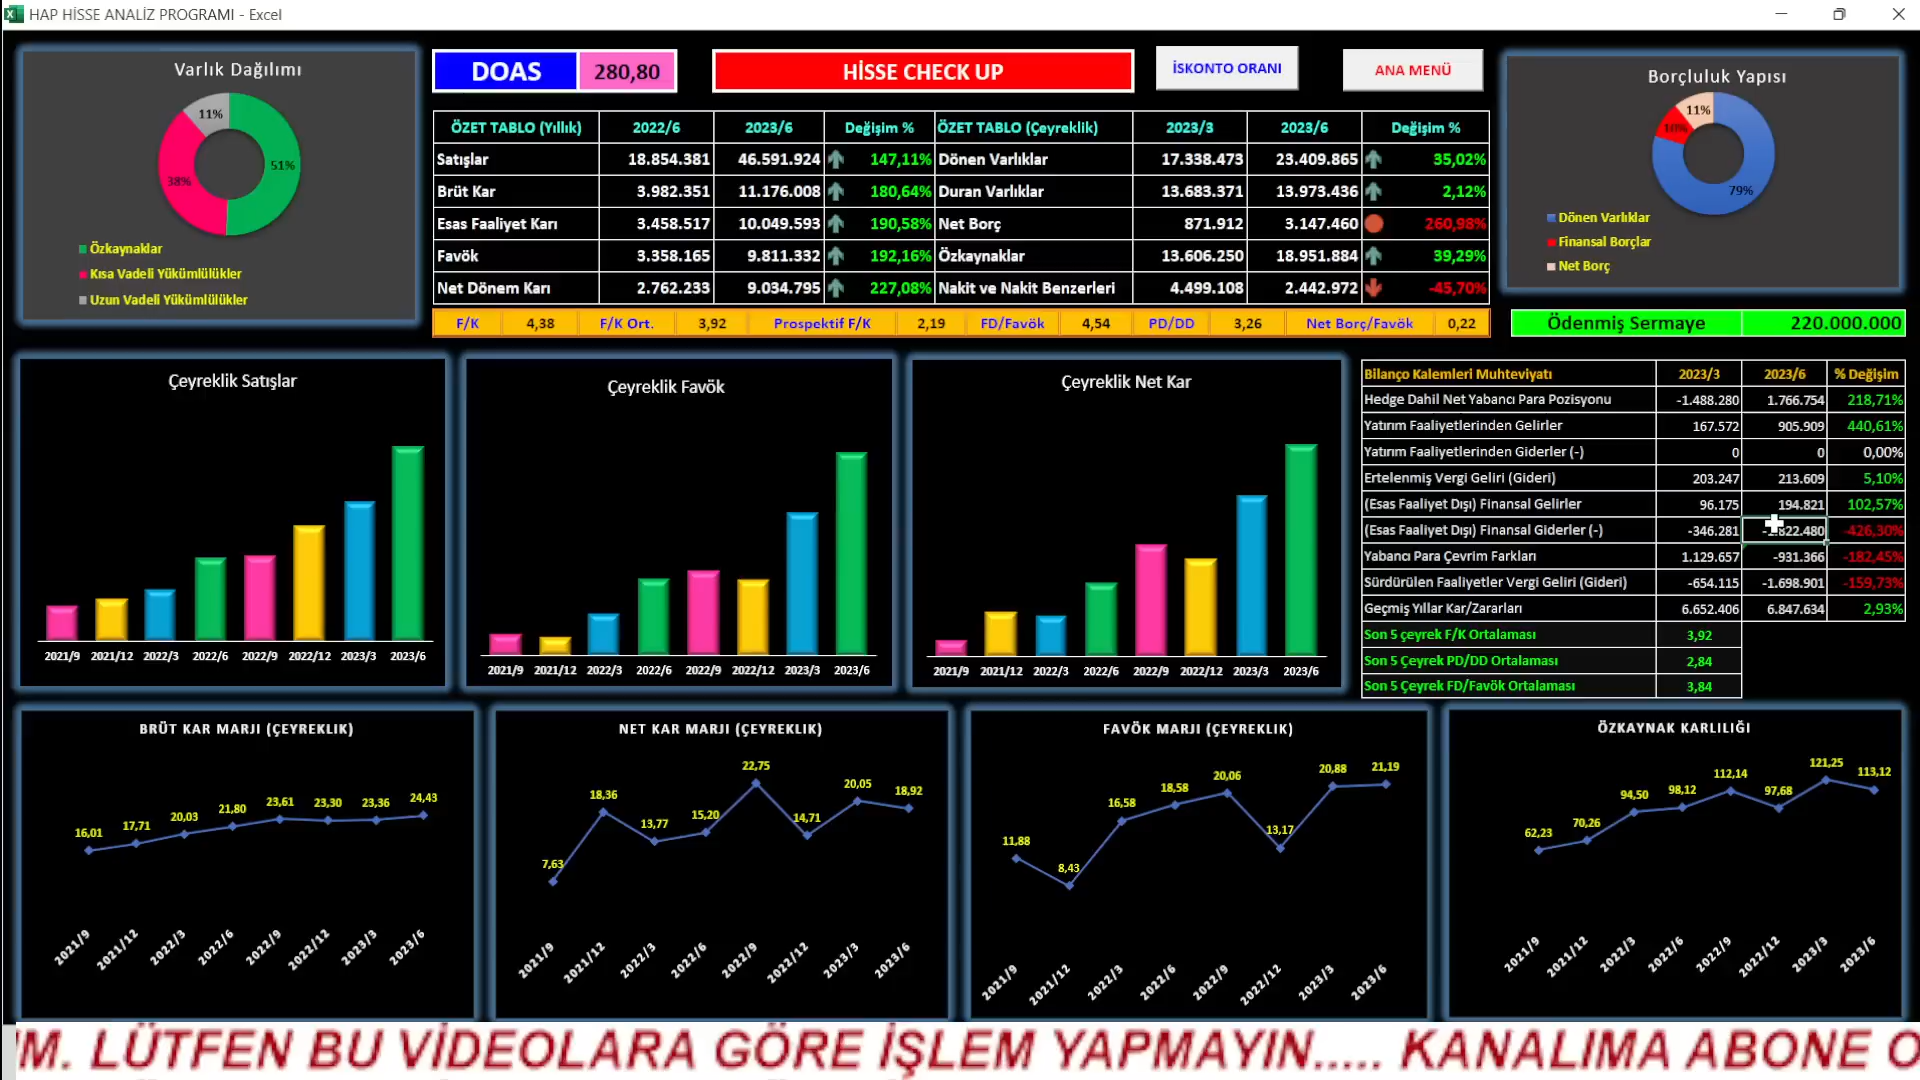 HAP HİSSE ANALİZ PROGRAMI - Excel
Varlık Dağılımı
11%
51%
38%
Özkaynaklar
Kısa Vadeli Yükümlülükler
Uzun Vadeli Yükümlülükler
DOAS 280,80
HİSSE CHECK UP
İSKONTO ORANI
ANA MENÜ
Borçluluk Yapısı
11%
10%
79%
Dönen Varlıklar
Finansal Borçlar
Net Borç
ÖZET TABLO (Yıllık) 2022/6 2023/6 Değişim % ÖZET TABLO (Çeyreklik) 2023/3 2023/6 Değişim %
Satışlar 18.854.381 46.591.924 147,11% Dönen Varlıklar 17.338.473 23.409.865 35,02%
Brüt Kar 3.982.351 11.176.008 180,64% Duran Varlıklar 13.683.371 13.973.436 2,12%
Esas Faaliyet Karı 3.458.517 10.049.593 190,58% Net Borç 871.912 3.147.460 260,98%
Favök 3.358.165 9.811.332 192,16% Özkaynaklar 13.606.250 18.951.884 39,29%
Net Dönem Karı 2.762.233 9.034.795 227,08% Nakit ve Nakit Benzerleri 4.499.108 2.442.972 -45,70%
F/K 4,38 F/K Ort. 3,92 Prospektif F/K 2,19 FD/Favök 4,54 PD/DD 3,26 Net Borç/Favök 0,22
Ödenmiş Sermaye 220.000.000
Çeyreklik Satışlar
2021/9 2021/12 2022/3 2022/6 2022/9 2022/12 2023/3 2023/6
Çeyreklik Favök
2021/9 2021/12 2022/3 2022/6 2022/9 2022/12 2023/3 2023/6
Çeyreklik Net Kar
2021/9 2021/12 2022/3 2022/6 2022/9 2022/12 2023/3 2023/6
Bilanço Kalemleri Muhteviyatı 2023/3 2023/6 % Değişim
Hedge Dahil Net Yabancı Para Pozisyonu -1.488.280 1.766.754 218,71%
Yatırım Faaliyetlerinden Gelirler 167.572 905.909 440,61%
Yatırım Faaliyetlerinden Giderler (-) 0 0 0,00%
Ertelenmiş Vergi Geliri (Gideri) 203.247 213.609 5,10%
(Esas Faaliyet Dışı) Finansal Gelirler 96.175 194.821 102,57%
(Esas Faaliyet Dışı) Finansal Giderler (-) -346.281 -426,30%
Yabancı Para Çevrim Farkları 1.129.657 -931.366 -182,45%
Sürdürülen Faaliyetler Vergi Geliri (Gideri) -654.115 -1.698.901 -159,73%
Geçmiş Yıllar Kar/Zararları 6.652.406 6.847.634 2,93%
Son 5 çeyrek F/K Ortalaması 3,92
Son 5 Çeyrek PD/DD Ortalaması 2,84
Son 5 Çeyrek FD/Favök Ortalaması 3,84
BRÜT KAR MARJI (ÇEYREKLIK)
16,01 17,71 20,03 21,80 23,61 23,30 23,36 24,43
2021/9 2021/12 2022/3 2022/6 2022/9 2022/12 2023/3 2023/6
NET KAR MARJI (ÇEYREKLIK)
7,63 18,36 13,77 15,20 22,75 14,71 20,05 18,92
2021/9 2021/12 2022/3 2022/6 2022/9 2022/12 2023/3 2023/6
FAVÖK MARJI (ÇEYREKLIK)
11,88 8,43 16,58 18,58 20,06 13,17 20,88 21,19
2021/9 2021/12 2022/3 2022/6 2022/9 2022/12 2023/3 2023/6
ÖZKAYNAK KARLILIĞI
62,23 70,26 94,50 98,12 112,14 97,68 121,25 113,12
2021/9 2021/12 2022/3 2022/6 2022/9 2022/12 2023/3 2023/6
M. LÜTFEN BU VİDEOLARA GÖRE İŞLEM YAPMAYIN..... KANALIMA ABONE O